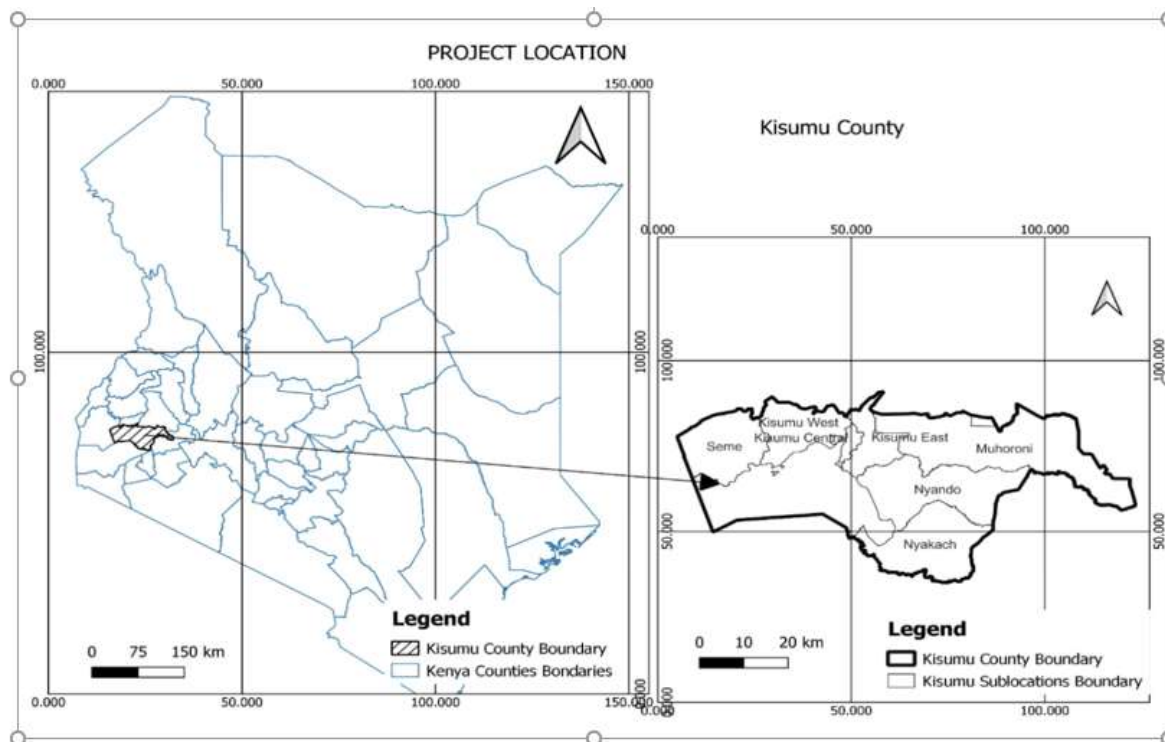 PROJECT LOCATION
0.000 50.000 100.000 150.000
100.000
Legend
0 75 150 km
Kisumu County Boundary
Kenya Counties Bondaries
0.000 50.000 100.000 150.000
Kisumu County
0.000 50.000 100.000
100.000 100.000
Kisumu West
Seme Kisumu Central Kisumu East
Muhoroni
Nyando
50.000 50.000
Nyakach
Legend
0 10 20 km
Kisumu County Boundary
Kisumu Sublocations Boundary
0.000 50.000 100.000